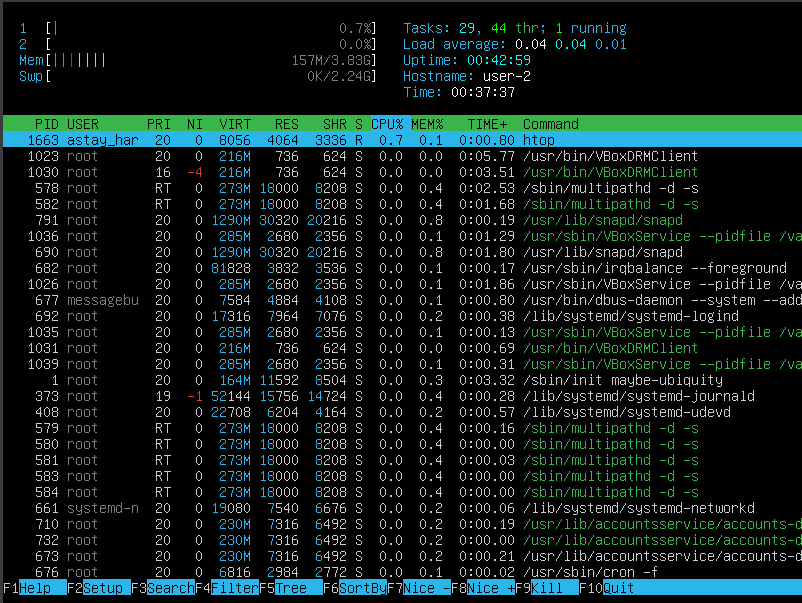 1 [| 0.7%] Tasks: 29, 44 thr; 1 running
2 [ 0.0%] Load average: 0.04 0.04 0.01
Mem[||||||| 157M/3.83G] Uptime: 00:42:59
Swp[ 0K/2.24G] Hostname: user-2
Time: 00:37:37
PID USER PRI NI VIRT RES SHR S CPU% MEM% TIME+ Command
1663 astay_har 20 0 8056 4064 3336 R 0.7 0.1 0:00.80 htop
1023 root 20 0 216M 736 624 S 0.0 0.0 0:05.77 /usr/bin/VBoxDRMClient
1030 root 16 -4 216M 736 624 S 0.0 0.0 0:03.51 /usr/bin/VBoxDRMClient
578 root RT 0 273M 18000 8208 S 0.0 0.4 0:02.53 /sbin/multipathd -d -s
582 root RT 0 273M 18000 8208 S 0.0 0.4 0:01.68 /sbin/multipathd -d -s
791 root 20 0 1290M 30320 20216 S 0.0 0.8 0:00.19 /usr/lib/snapd/snapd
1036 root 20 0 285M 2680 2356 S 0.0 0.1 0:01.29 /usr/sbin/VBoxService --pidfile /va
690 root 20 0 1290M 30320 20216 S 0.0 0.8 0:01.80 /usr/lib/snapd/snapd
682 root 20 0 81828 3832 3536 S 0.0 0.1 0:00.17 /usr/sbin/irqbalance --foreground
1026 root 20 0 285M 2680 2356 S 0.0 0.1 0:01.86 /usr/sbin/VBoxService --pidfile /va
677 messagebu 20 0 7584 4884 4108 S 0.0 0.1 0:00.80 /usr/bin/dbus-daemon --system --add
692 root 20 0 17316 7964 7076 S 0.0 0.2 0:00.38 /lib/systemd/systemd-logind
1035 root 20 0 285M 2680 2356 S 0.0 0.1 0:00.13 /usr/sbin/VBoxService --pidfile /va
1031 root 20 0 216M 736 624 S 0.0 0.0 0:00.69 /usr/bin/VBoxDRMClient
1039 root 20 0 285M 2680 2356 S 0.0 0.1 0:00.31 /usr/sbin/VBoxService --pidfile /va
1 root 20 0 164M 11592 8504 S 0.0 0.3 0:03.32 /sbin/init maybe-ubiquity
373 root 19 -1 52144 15756 14724 S 0.0 0.4 0:00.28 /lib/systemd/systemd-journald
408 root 20 0 22708 6204 4164 S 0.0 0.2 0:00.57 /lib/systemd/systemd-udevd
579 root RT 0 273M 18000 8208 S 0.0 0.4 0:00.16 /sbin/multipathd -d -s
580 root RT 0 273M 18000 8208 S 0.0 0.4 0:00.00 /sbin/multipathd -d -s
581 root RT 0 273M 18000 8208 S 0.0 0.4 0:00.03 /sbin/multipathd -d -s
583 root RT 0 273M 18000 8208 S 0.0 0.4 0:00.00 /sbin/multipathd -d -s
584 root RT 0 273M 18000 8208 S 0.0 0.4 0:00.00 /sbin/multipathd -d -s
661 systemd-n 20 0 19080 7540 6676 S 0.0 0.2 0:00.06 /lib/systemd/systemd-networkd
710 root 20 0 230M 7316 6492 S 0.0 0.2 0:00.19 /usr/lib/accountsservice/accounts-d
732 root 20 0 230M 7316 6492 S 0.0 0.2 0:00.00 /usr/lib/accountsservice/accounts-d
673 root 20 0 230M 7316 6492 S 0.0 0.2 0:00.21 /usr/lib/accountsservice/accounts-d
676 root 20 0 6816 2984 2772 S 0.0 0.1 0:00.02 /usr/sbin/cron -f
F1Help F2Setup F3SearchF4FilterF5Tree F6SortByF7Nice -F8Nice +F9Kill F10Quit